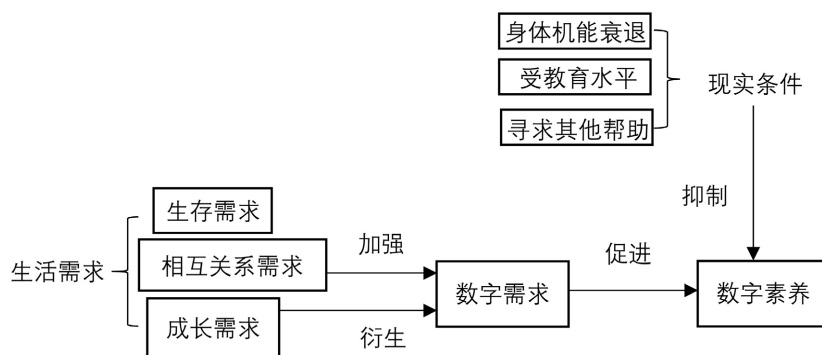 身体机能衰退
受教育水平
现实条件
寻求其他帮助
抑制
生存需求
加强
促进
生活需求
相互关系需求
数字需求
数字素养
成长需求
衍生